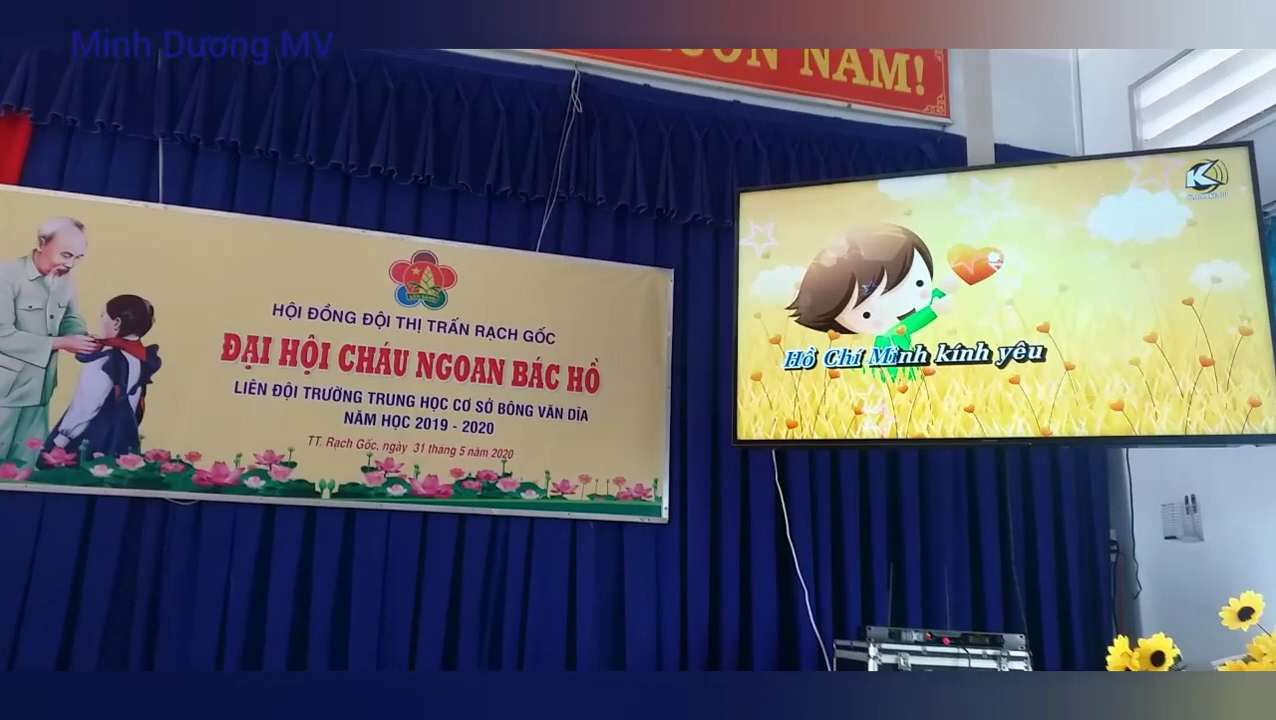 Minh Dương MV
NĂM!
HỘI ĐỒNG ĐỘI THỊ TRẤN RẠCH GỐC
ĐẠI HỘI CHÁU NGOAN BÁC HỒ
LIÊN ĐỘI TRƯỜNG TRUNG HỌC CƠ SỞ BÔNG VĂN DĨA
NĂM HỌC 2019 - 2020
TT. Rạch Gốc, ngày 31 tháng 5 năm 2020
Hồ Chí Minh kính yêu